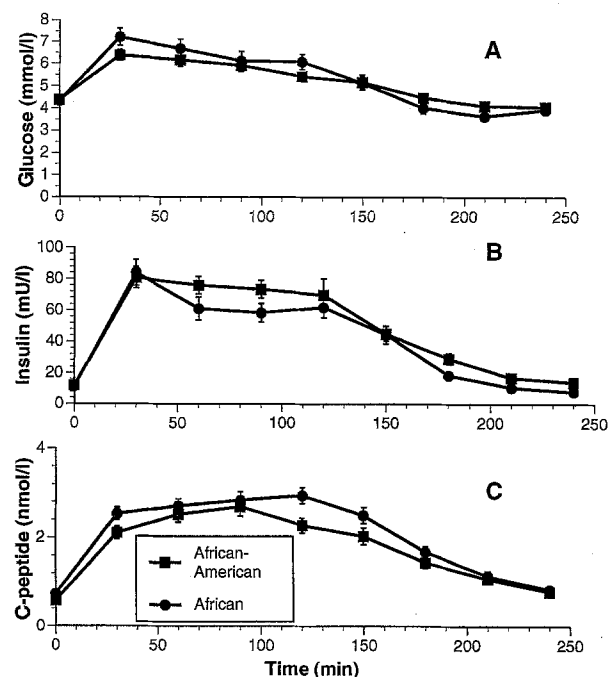 8
7
6
5
4
3
2
1
0
Glucose (mmol/l)
A
0 50 100 150 200 250
100
80
60
40
20
0
Insulin (mU/l)
B
0 50 100 150 200 250
4
2
0
C-peptide (nmol/l)
C
African-
American
African
0 50 100 150 200 250
Time (min)